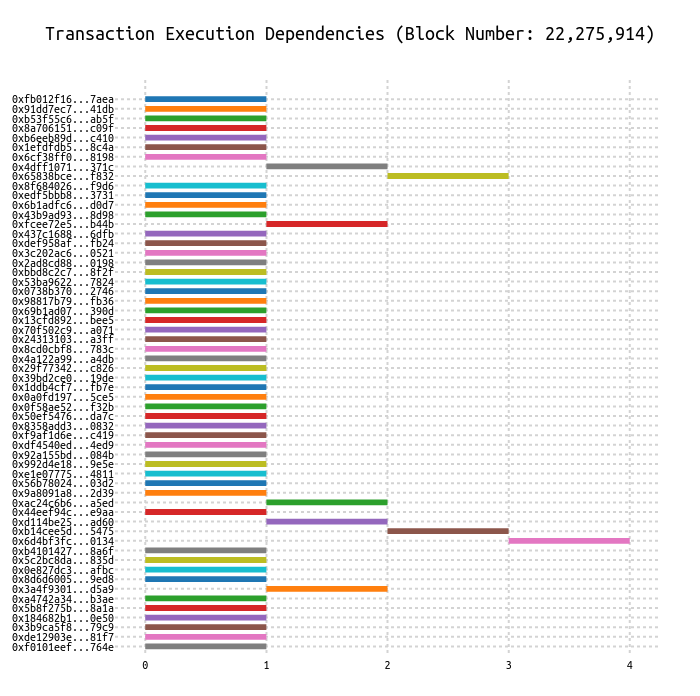 Transaction Execution Dependencies (Block Number: 22,275,914)
0xfb012f16...7aea
0x91dd7ec7...41db
0xb53f55c6...ab5f
0x8a706151...c09f
0xb6eeb89d...c410
0x1efdfdb5...8c4a
0x6cf38ff0...8198
0x4dff1071...371c
0x65838bce...f832
0x8f684026...f9d6
0xedf5bbb8...3731
0x6b1adfc6...d0d7
0x43b9ad93...8d98
0xfcee72e5...b44b
0x437c1688...6dfb
0xdef958af...fb24
0x3c202ac6...0521
0x2ad8cd88...0198
0xbbd8c2c7...8f2f
0x53ba9622...7824
0x0738b370...2746
0x98817b79...fb36
0x69b1ad07...390d
0x13cfd892...bee5
0x70f502c9...a071
0x24313103...a3ff
0x8cd0cbf8...783c
0x4a122a99...a4db
0x29f77342...c826
0x39bd2ce0...19de
0x1ddb4cf7...fb7e
0x0a0fd197...5ce5
0x0f58ae52...f32b
0x50ef5476...da7c
0x8358add3...0832
0xf9af1d6e...c419
0xdf4540ed...4ed9
0x92a155bd...084b
0x992d4e18...9e5e
0xe1e07775...4811
0x56b78024...03d2
0x9a8091a8...2d39
0xac24c6b6...a5ed
0x44eef94c...e9aa
0xd114be25...ad60
0xb14cee5d...5475
0x6d4bf3fc...0134
0xb4101427...8a6f
0x5c2bc8da...835d
0x0e827dc3...afbc
0x8d6d6005...9ed8
0x3a4f9301...d5a9
0xa4742a34...b3ae
0x5b8f275b...8a1a
0x184682b1...0e50
0x3b9ca5f8...79c9
0xde12903e...81f7
0xf0101eef...764e
0 1 2 3 4